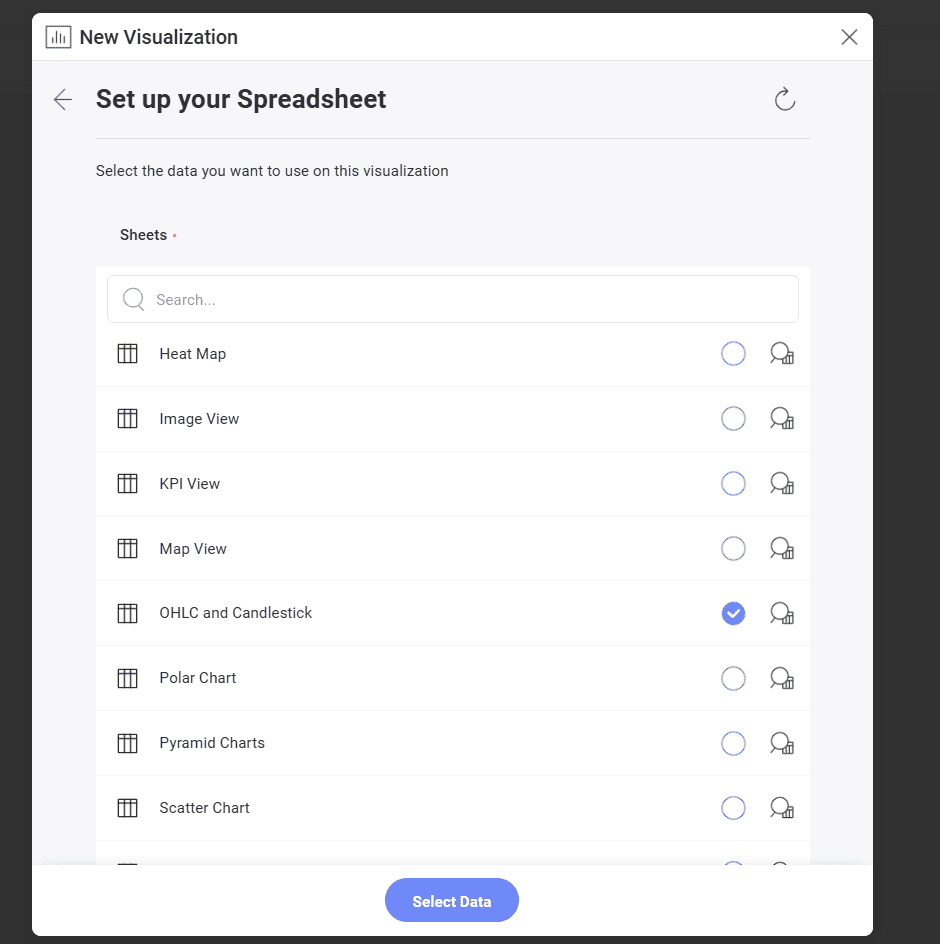 New Visualization
Set up your Spreadsheet
Select the data you want to use on this visualization
Sheets •
Search...
Heat Map
Image View
KPI View
Map View
OHLC and Candlestick
Polar Chart
Pyramid Charts
Scatter Chart
Select Data